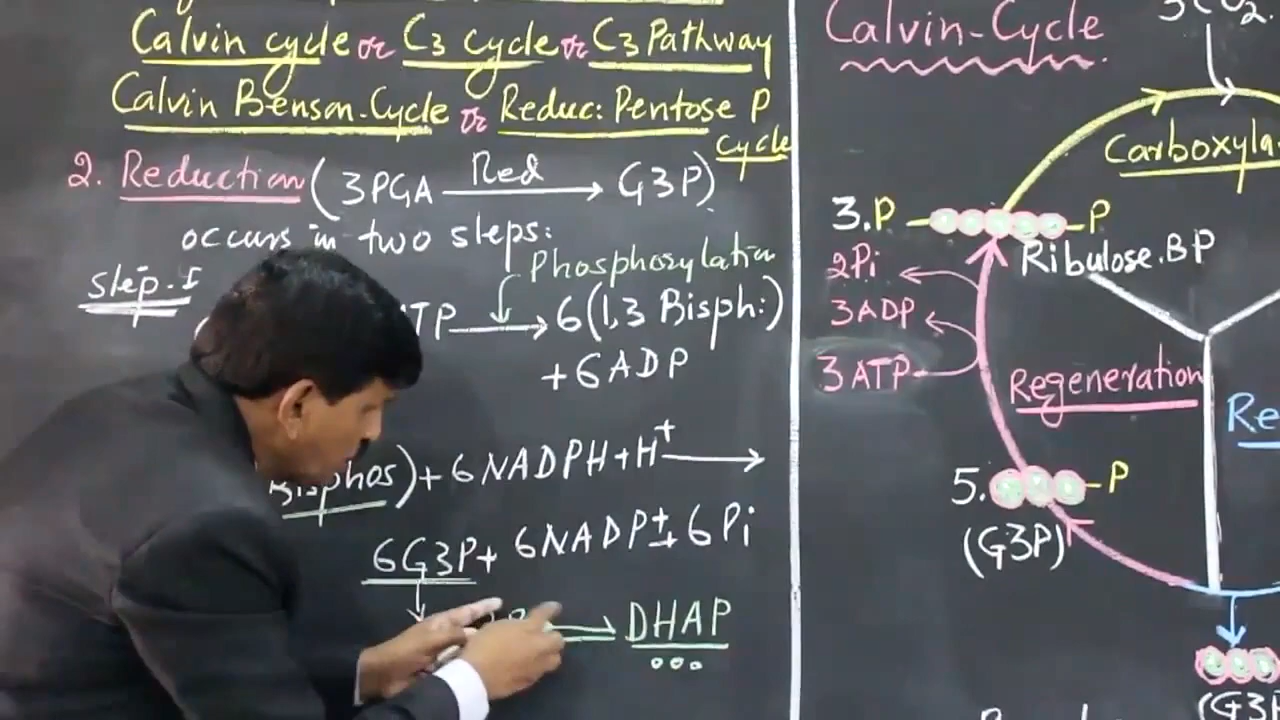 Calvin cycle or C3 cycle or C3 Pathway
Calvin Benson-Cycle or Reduc: Pentose P
cycle
2. Reduction (3PGA Red G3P)
occurs in two steps:
Phosphorylation
Step-I
TP 6(1,3 Bisph:)
+6ADP
Bisphos)+6NADPH+H+
6G3P+ 6NADP+ + 6Pi
DHAP
Calvin-Cycle
3CO2.
Carboxyla
3.P P
Ribulose.BP
2Pi
3ADP
3ATP
Regeneration
Re
5. P
(G3P)
(G3P